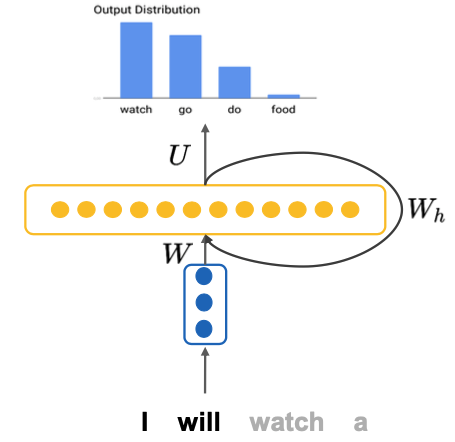 Output Distribution
watch go do food
U
W_h
W
I will watch a